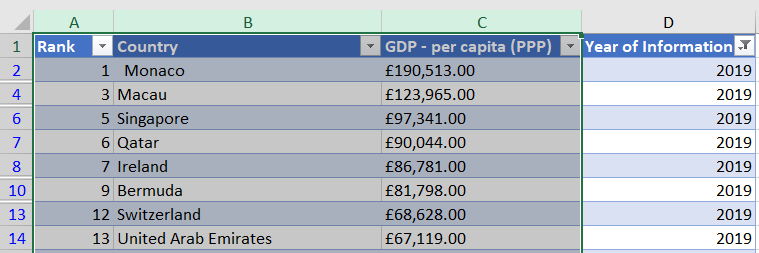 A B C D
1 Rank Country GDP - per capita (PPP) Year of Information
2 1 Monaco £190,513.00 2019
4 3 Macau £123,965.00 2019
6 5 Singapore £97,341.00 2019
7 6 Qatar £90,044.00 2019
8 7 Ireland £86,781.00 2019
10 9 Bermuda £81,798.00 2019
13 12 Switzerland £68,628.00 2019
14 13 United Arab Emirates £67,119.00 2019